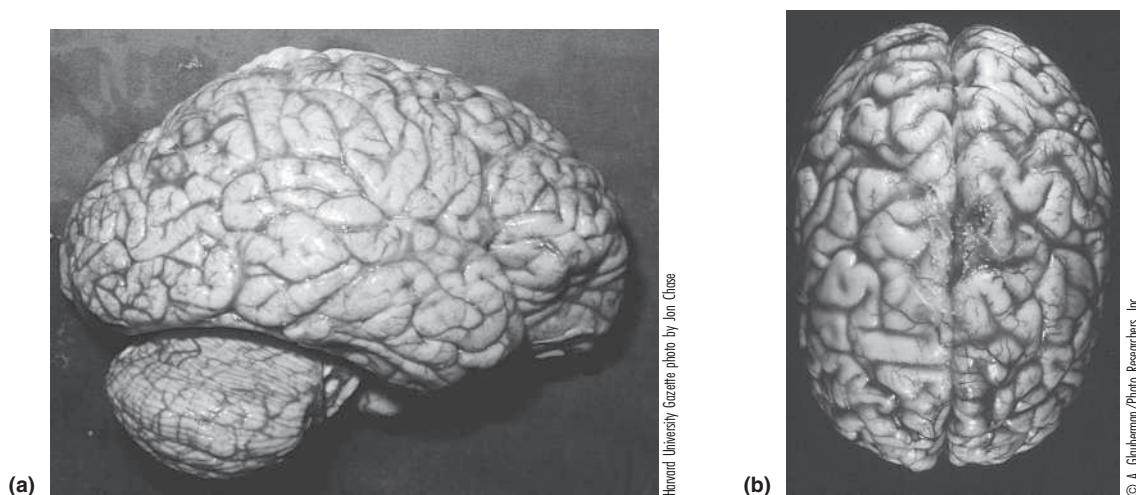 (a)
Harvard University Gazette photo by Jon Chase
(b)
© A. Glauberman/Photo Researchers, Inc.